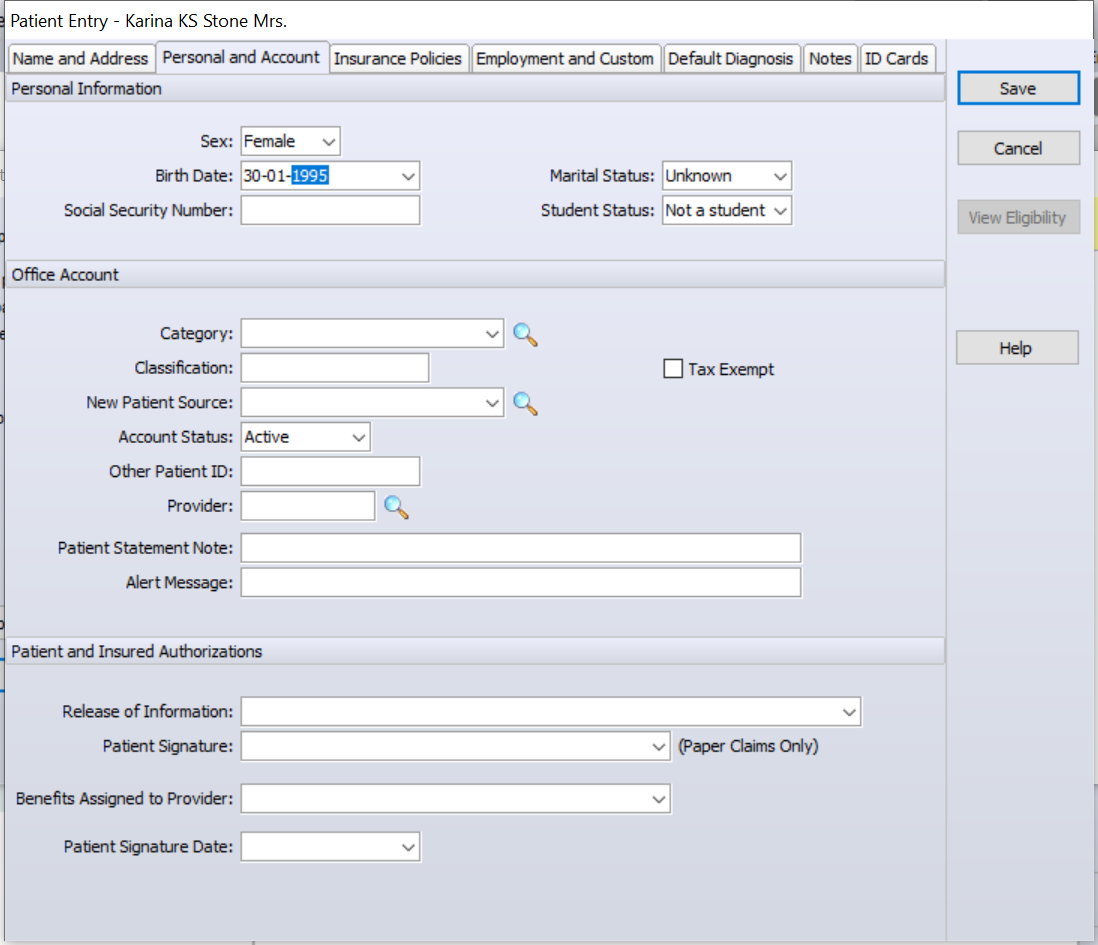 Patient Entry - Karina KS Stone Mrs.
Name and Address Personal and Account Insurance Policies Employment and Custom Default Diagnosis Notes ID Cards
Personal Information
Save
Sex: Female
Cancel
Birth Date: 30-01-1995 Marital Status: Unknown
Social Security Number: Student Status: Not a student
View Eligibility
Office Account
Category:
Help
Classification: Tax Exempt
New Patient Source:
Account Status: Active
Other Patient ID:
Provider:
Patient Statement Note:
Alert Message:
Patient and Insured Authorizations
Release of Information:
Patient Signature: (Paper Claims Only)
Benefits Assigned to Provider:
Patient Signature Date: